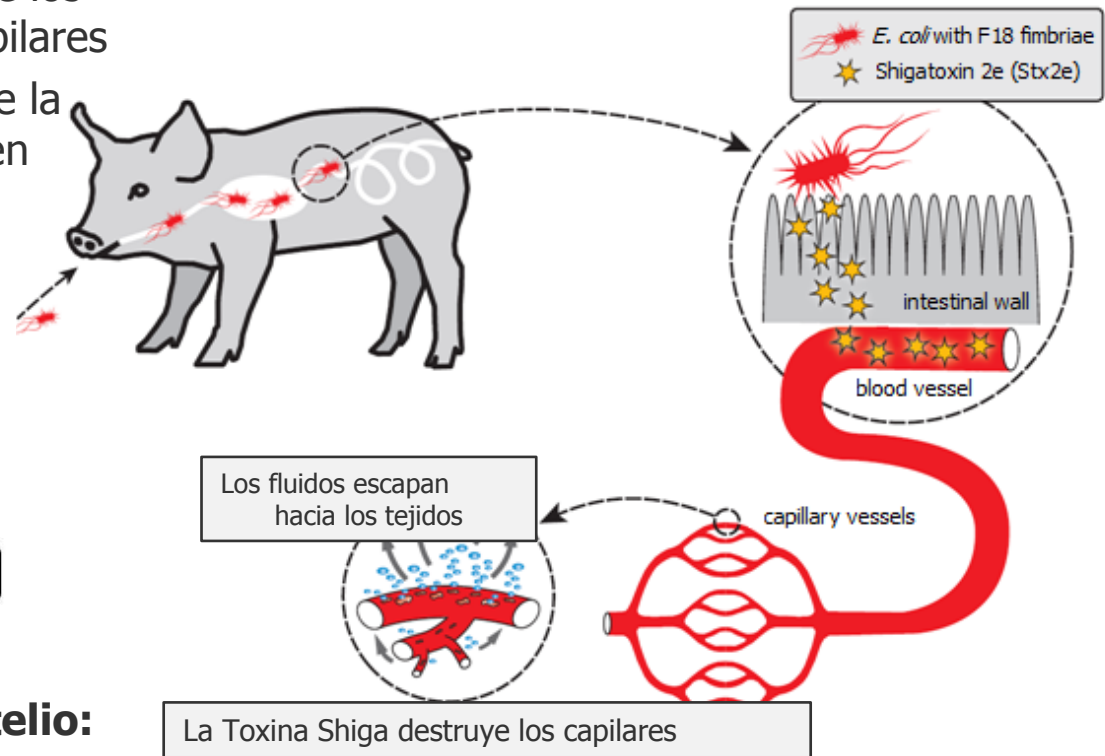 pilares
e la
en
E. coli with F18 fimbriae
Shigatoxin 2e (Stx2e)
intestinal wall
blood vessel
capillary vessels
Los fluidos escapan
hacia los tejidos
telio:
La Toxina Shiga destruye los capilares